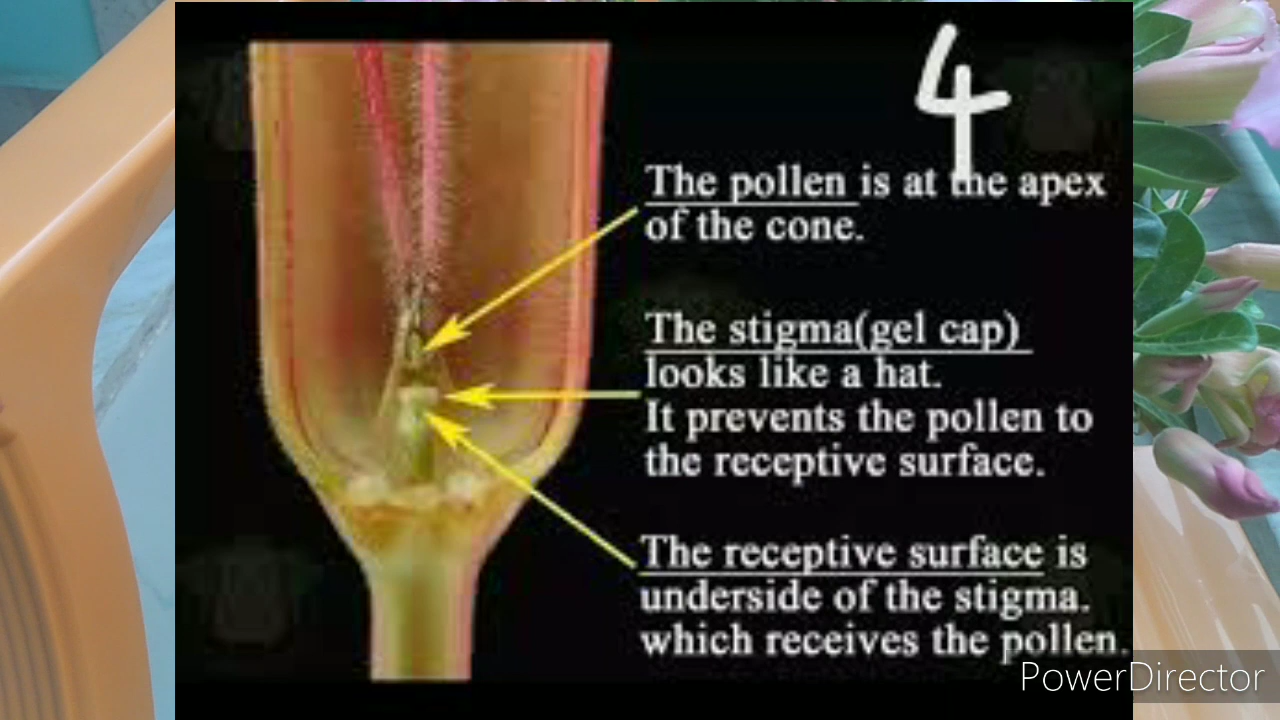 4
The pollen is at the apex
of the cone.
The stigma(gel cap)
looks like a hat.
It prevents the pollen to
the receptive surface.
The receptive surface is
underside of the stigma.
which receives the pollen.
PowerDirector